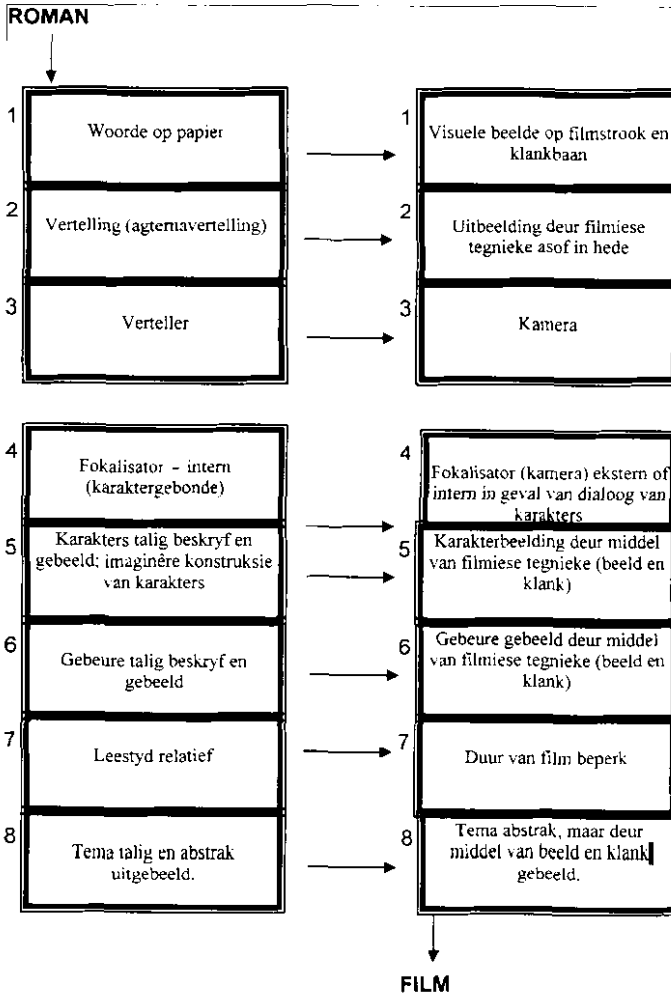 ROMAN
1
Woorde op papier
1
Visuele beelde op filmstrook en
klankbaan
2
Vertelling (agternavertelling)
2
Uitbeelding deur filmiese
tegnieke asof in hede
3
Verteller
3
Kamera
4
Fokalisator - intern
(karaktergebonde)
4
Fokalisator (kamera) ekstern of
intern in geval van dialoog van
karakters
5
Karakters talig beskryf en
gebeeld; imaginêre konstruksie
van karakters
5
Karakterbeelding deur middel
van filmiese tegnieke (beeld en
klank)
6
Gebeure talig beskryf en
gebeeld
6
Gebeure gebeeld deur middel
van filmiese tegnieke (beeld en
klank)
7
Leestyd relatief
7
Duur van film beperk
8
Tema talig en abstrak
uitgebeeld.
8
Tema abstrak, maar deur
middel van beeld en klank
gebeeld.
FILM